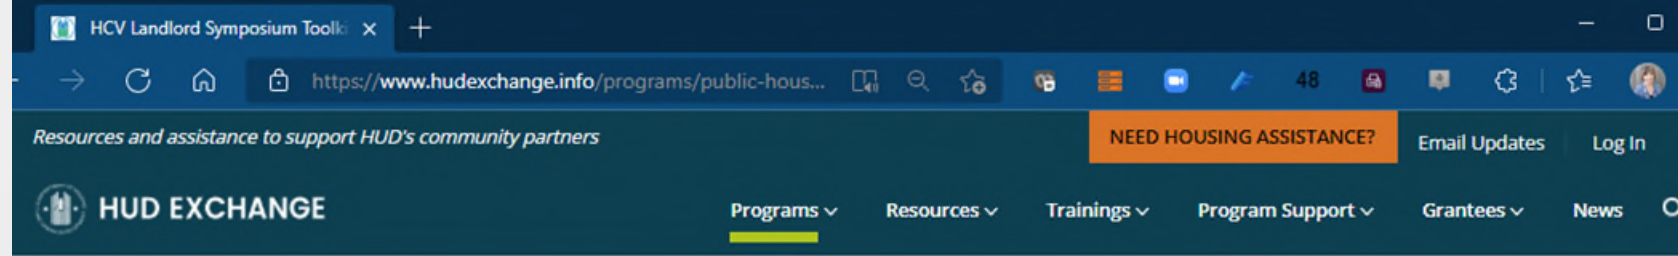 HCV Landlord Symposium Toolki
https://www.hudexchange.info/programs/public-hous...
48
Resources and assistance to support HUD's community partners
NEED HOUSING ASSISTANCE?
Email Updates
Log In
HUD EXCHANGE
Programs
Resources
Trainings
Program Support
Grantees
News